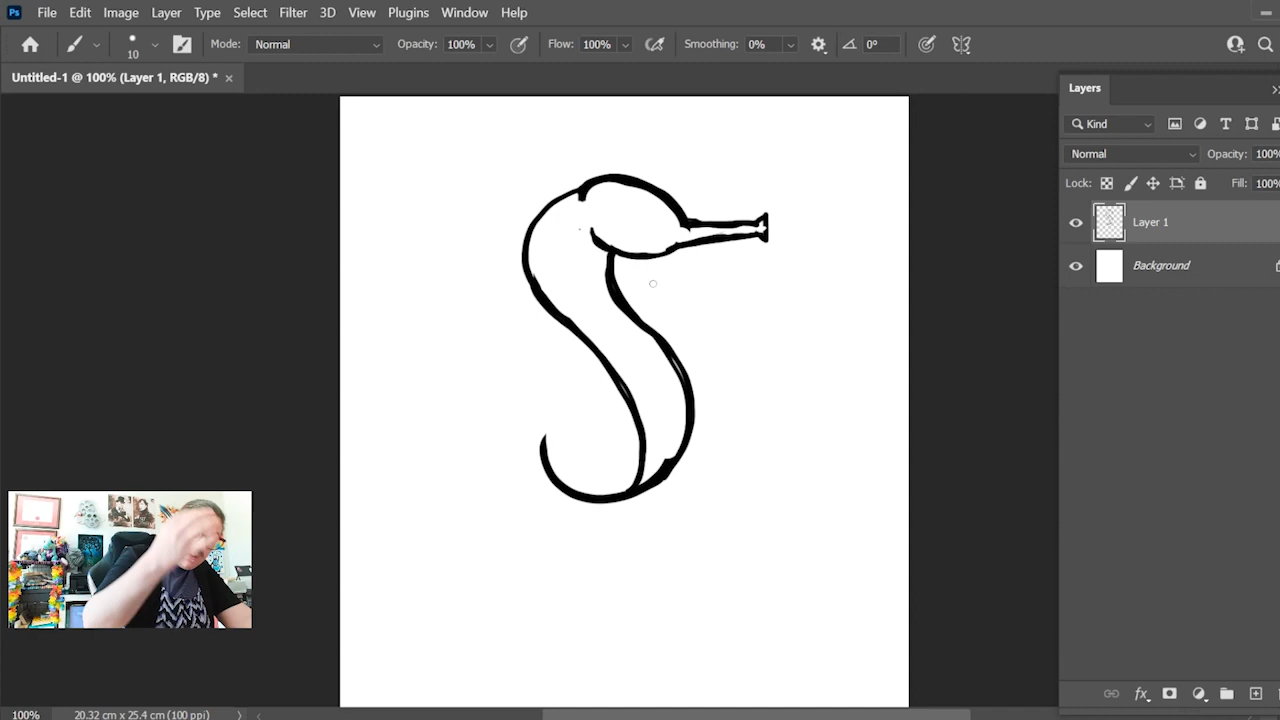 Ps File Edit Image Layer Type Select Filter 3D View Plugins Window Help
10 Mode: Normal Opacity: 100% Flow: 100% Smoothing: 0% 0°
Untitled-1 @ 100% (Layer 1, RGB/8) *
Layers
Kind
Normal Opacity: 100%
Lock: Fill: 100%
Layer 1
Background
fx
100% 20.32 cm x 25.4 cm (100 ppi)